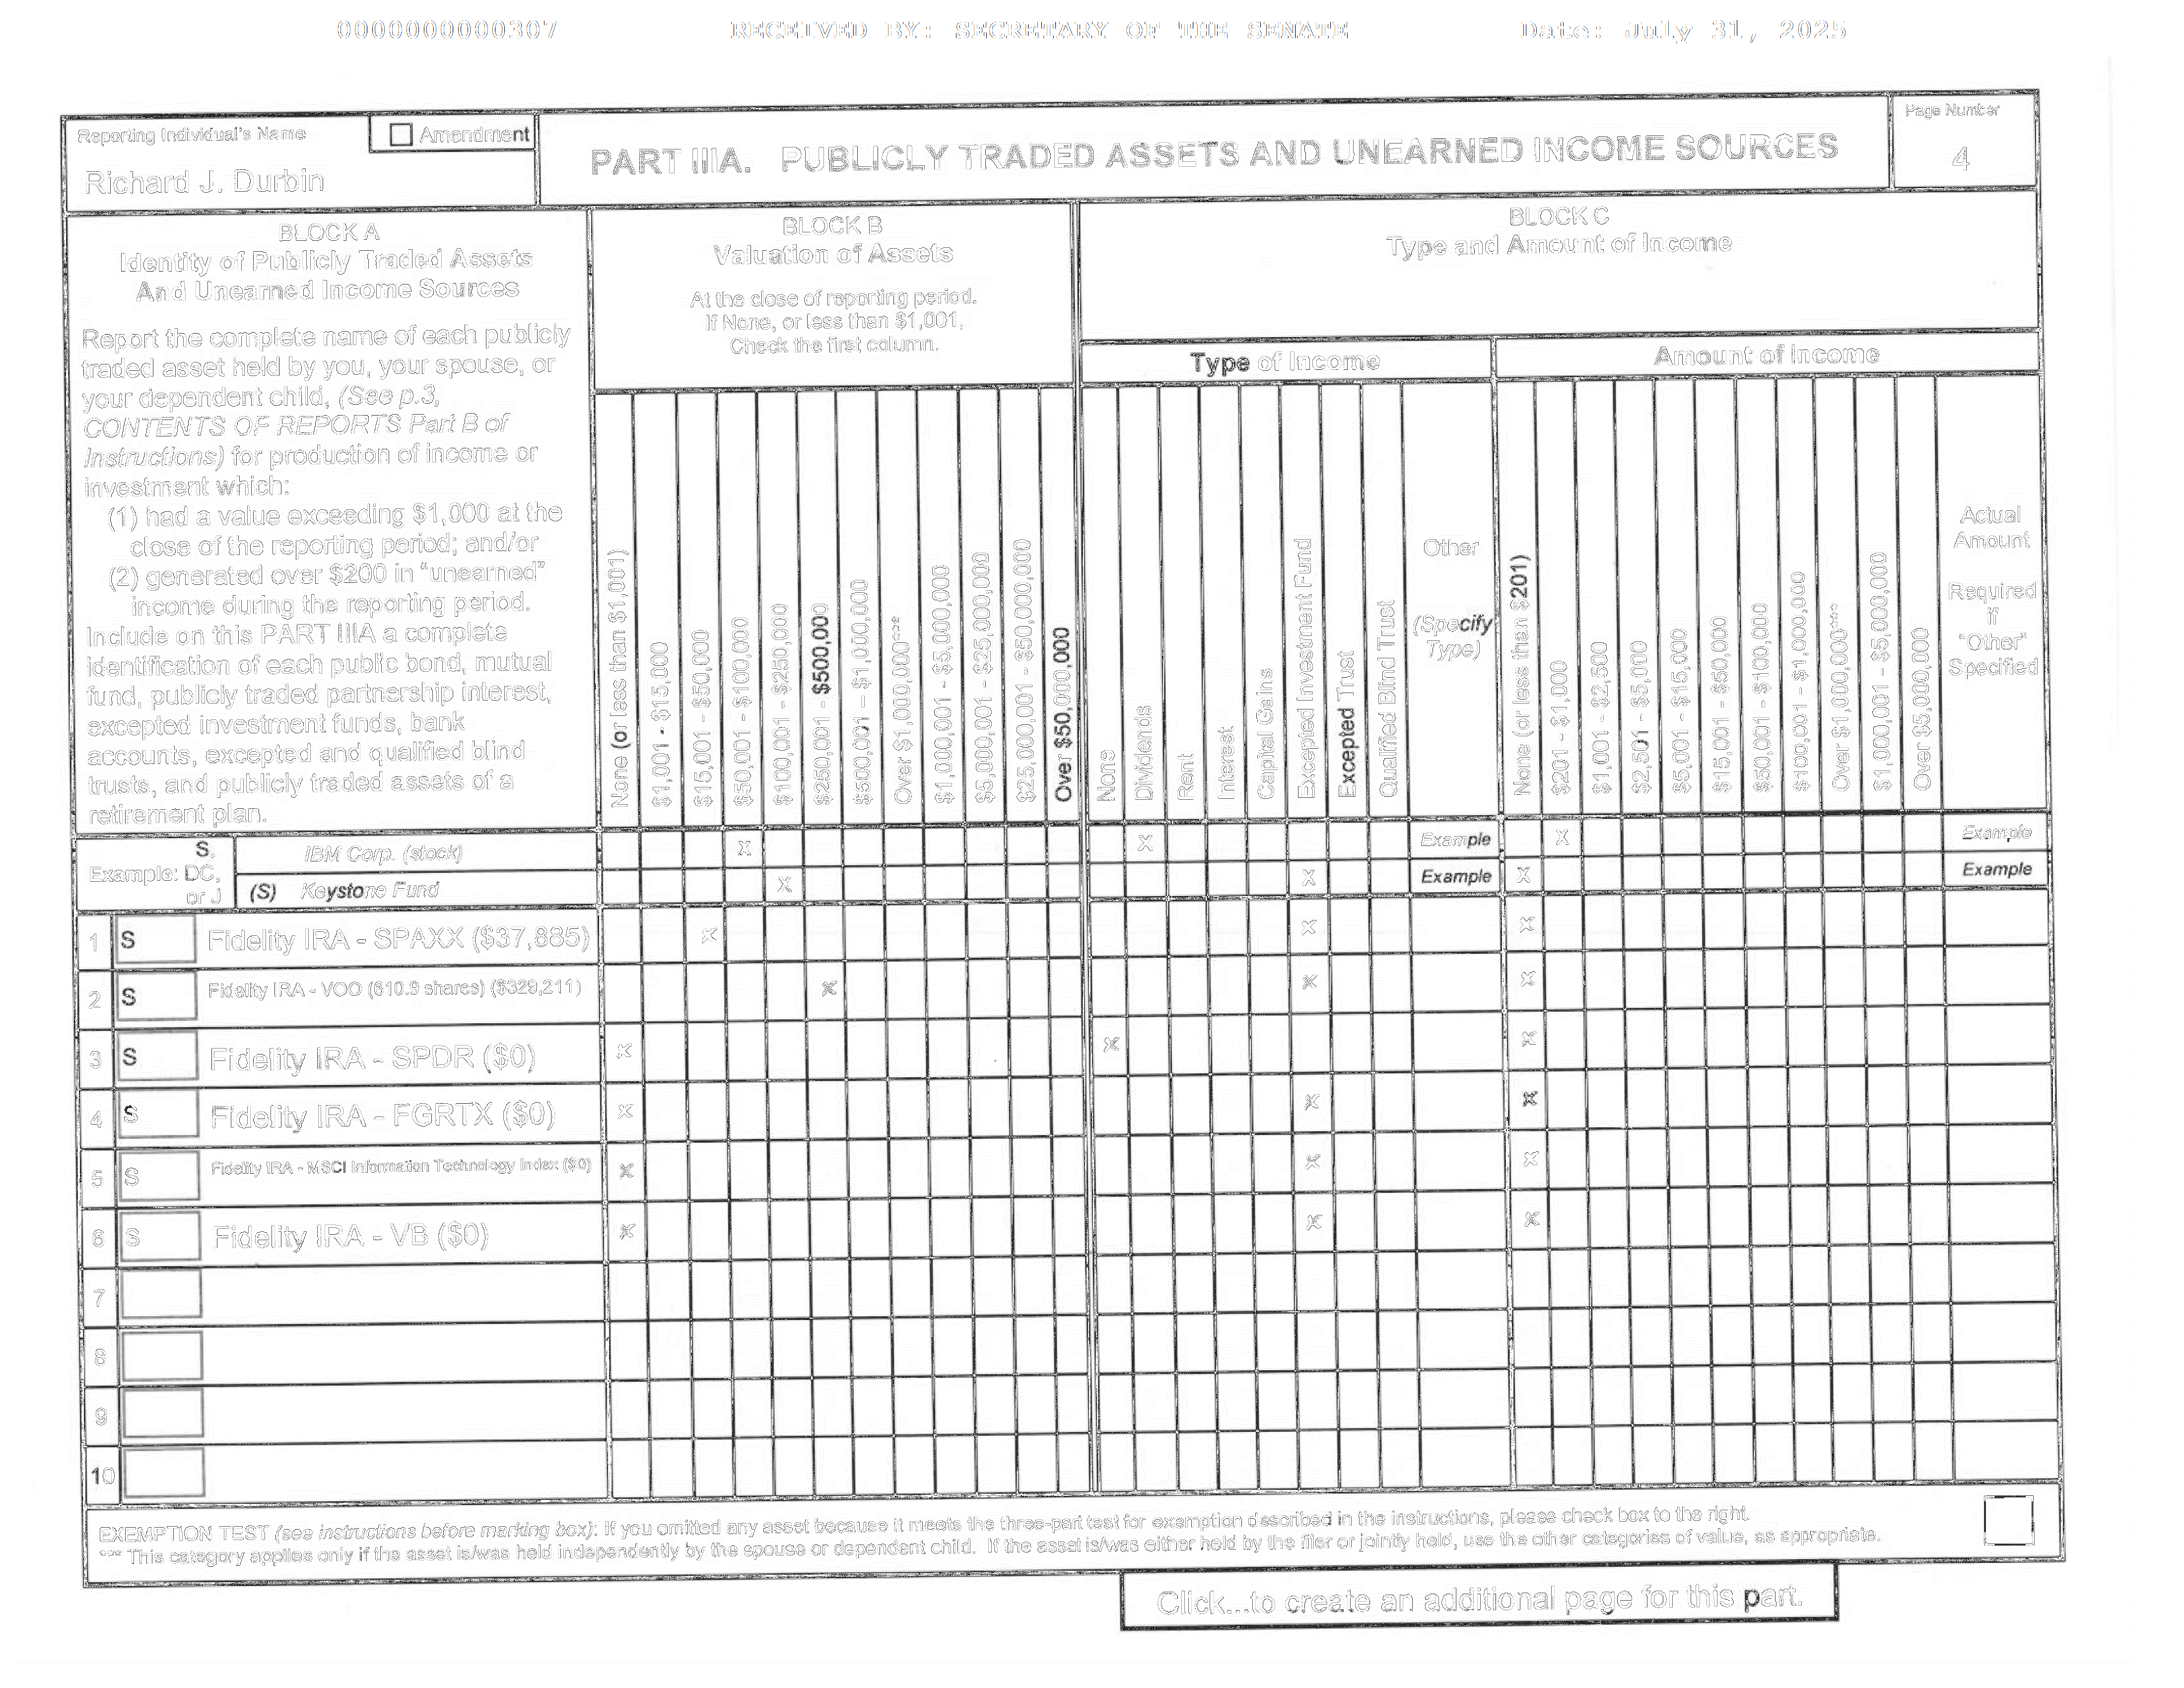 0000000000307 RECEIVED BY: SECRETARY OF THE SENATE Date: July 31, 2025
Reporting Individual's Name
Amendment
Richard J. Durbin
PART IIIA. PUBLICLY TRADED ASSETS AND UNEARNED INCOME SOURCES
Page Number
4
BLOCK A
Identity of Publicly Traded Assets
And Unearned Income Sources
Report the complete name of each publicly
traded asset held by you, your spouse, or
your dependent child, (See p.3,
CONTENTS OF REPORTS Part B of
Instructions) for production of income or
investment which:
(1) had a value exceeding $1,000 at the
close of the reporting period; and/or
(2) generated over $200 in "unearned"
income during the reporting period.
Include on this PART IIIA a complete
identification of each public bond, mutual
fund, publicly traded partnership interest,
excepted investment funds, bank
accounts, excepted and qualified blind
trusts, and publicly traded assets of a
retirement plan.
BLOCK B
Valuation of Assets
At the close of reporting period.
If None, or less than $1,001,
Check the first column.
None (or less than $1,001)
$1,001 - $15,000
$15,001 - $50,000
$50,001 - $100,000
$100,001 - $250,000
$250,001 - $500,00
$500,001 - $1,000,000
Over $1,000,000***
$1,000,001 - $5,000,000
$5,000,001 - $25,000,000
$25,000,001 - $50,000,000
Over $50,000,000
BLOCK C
Type and Amount of Income
Type of Income
None
Dividends
Rent
Interest
Capital Gains
Excepted Investment Fund
Excepted Trust
Qualified Blind Trust
Other
(Specify
Type)
Amount of Income
None (or less than $201)
$201 - $1,000
$1,001 - $2,500
$2,501 - $5,000
$5,001 - $15,000
$15,001 - $50,000
$50,001 - $100,000
$100,001 - $1,000,000
Over $1,000,000***
$1,000,001 - $5,000,000
Over $5,000,000
Actual
Amount
Required
if
"Other"
Specified
Example: S, DC, or J
IBM Corp. (stock) X X Example X Example
(S) Keystone Fund X X Example X Example
1 S Fidelity IRA - SPAXX ($37,885) X X X
2 S Fidelity IRA - VOO (610.9 shares) ($329,211) X X X
3 S Fidelity IRA - SPDR ($0) X X X
4 S Fidelity IRA - FGRTX ($0) X X X
5 S Fidelity IRA - MSCI Information Technology Index ($0) X X X
6 S Fidelity IRA - VB ($0) X X X
7
8
9
10
EXEMPTION TEST (see instructions before marking box): If you omitted any asset because it meets the three-part test for exemption described in the instructions, please check box to the right.
*** This category applies only if the asset is/was held independently by the spouse or dependent child. If the asset is/was either held by the filer or jointly held, use the other categories of value, as appropriate.
Click...to create an additional page for this part.